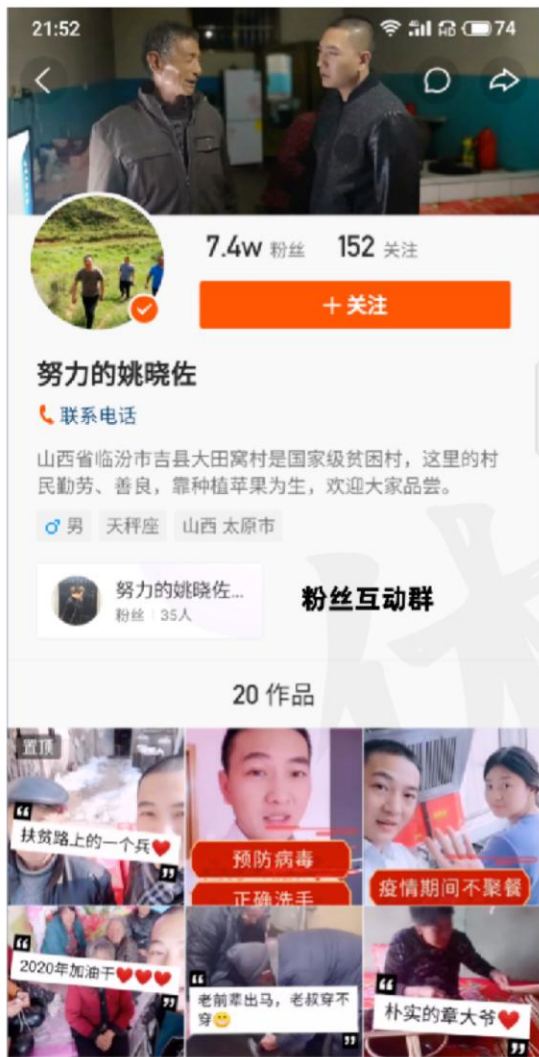 21:52
HD 74
7.4w 粉丝 152 关注
＋关注
努力的姚晓佐
联系电话
山西省临汾市吉县大田窝村是国家级贫困村，这里的村
民勤劳、善良，靠种植苹果为生，欢迎大家品尝。
♂ 男 天秤座 山西 太原市
努力的姚晓佐...
粉丝 35人
粉丝互动群
20 作品
置顶
扶贫路上的一个兵❤
预防病毒
正确洗手
疫情期间不聚餐
2020年加油干❤❤❤
老前辈出马，老叔穿不
穿😄
朴实的章大爷❤